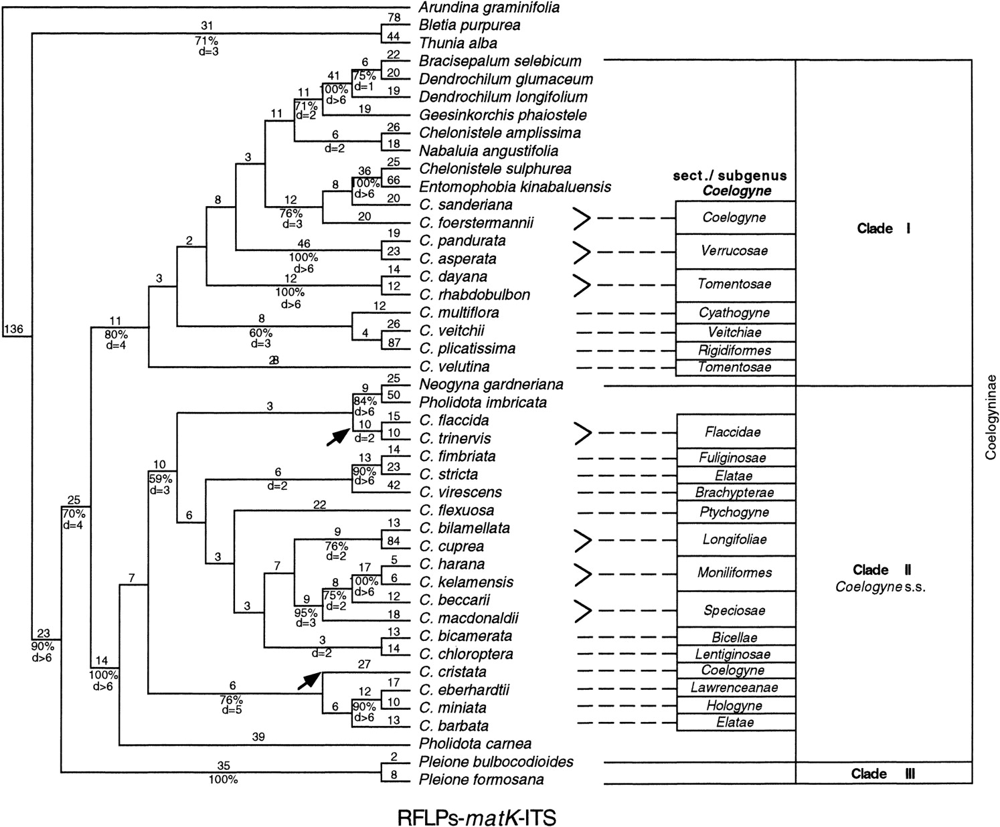 Arundina graminifolia
78
31
Bletia purpurea
71%
44
d=3
Thunia alba
22
6
Bracisepalum selebicum
41
75%
20
Dendrochilum glumaceum
11
100%
d=1
19
d>6
Dendrochilum longifolium
11
71%
19
d=2
Geesinkorchis phaiostele
26
6
Chelonistele amplissima
d=2
18
Nabaluia angustifolia
3
25
36
Chelonistele sulphurea
8
100%
66
Entomophobia kinabaluensis
sect./ subgenus
Coelogyne
8
12
d>6
20
C. sanderiana
76%
d=3
20
C. foerstermannii
Coelogyne
Clade I
2
46
19
C. pandurata
100%
23
Verrucosae
d>6
C. asperata
14
12
C. dayana
3
100%
12
Tomentosae
d>6
C. rhabdobulbon
12
C. multiflora
Cyathogyne
11
8
26
136
80%
60%
4
C. veitchii
Veitchiae
d=4
d=3
87
C. plicatissima
Rigidiformes
28
C. velutina
Tomentosae
25
9
Neogyna gardneriana
3
84%
50
Pholidota imbricata
d>6
15
10
C. flaccida
d=2
10
Flaccidae
C. trinervis
14
10
13
C. fimbriata
Fuliginosae
59%
6
90%
23
d=3
d=2
d>6
C. stricta
Elatae
42
C. virescens
Brachypterae
25
22
70%
6
C. flexuosa
Ptychogyne
d=4
13
9
C. bilamellata
76%
84
Longifoliae
3
d=2
C. cuprea
7
17
5
C. harana
7
8
100%
6
Moniliformes
75%
d>6
C. kelamensis
Clade II
Coelogyne s.s.
3
9
d=2
12
C. beccarii
95%
18
Speciosae
d=3
C. macdonaldii
23
3
13
C. bicamerata
Bicellae
90%
d=2
14
d>6
C. chloroptera
Lentiginosae
14
27
100%
C. cristata
Coelogyne
d>6
6
17
76%
12
C. eberhardtii
Lawrenceanae
d=5
6
90%
10
d>6
C. miniata
Hologyne
13
C. barbata
Elatae
39
Pholidota carnea
2
35
Pleione bulbocodioides
100%
8
Clade III
Pleione formosana
Coelogyninae
RFLPs-matK-ITS